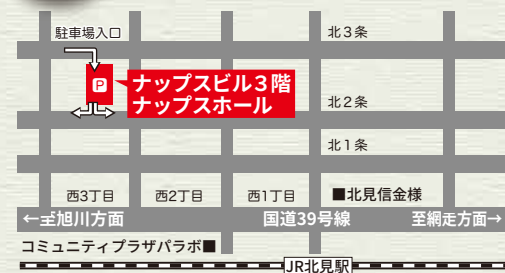 駐車場入口
北３条
P
ナップスビル３階
ナップスホール
北２条
北１条
西3丁目
西2丁目
西1丁目
■北見信金様
←至旭川方面
国道39号線
至網走方面→
コミュニティプラザパラボ■
JR北見駅